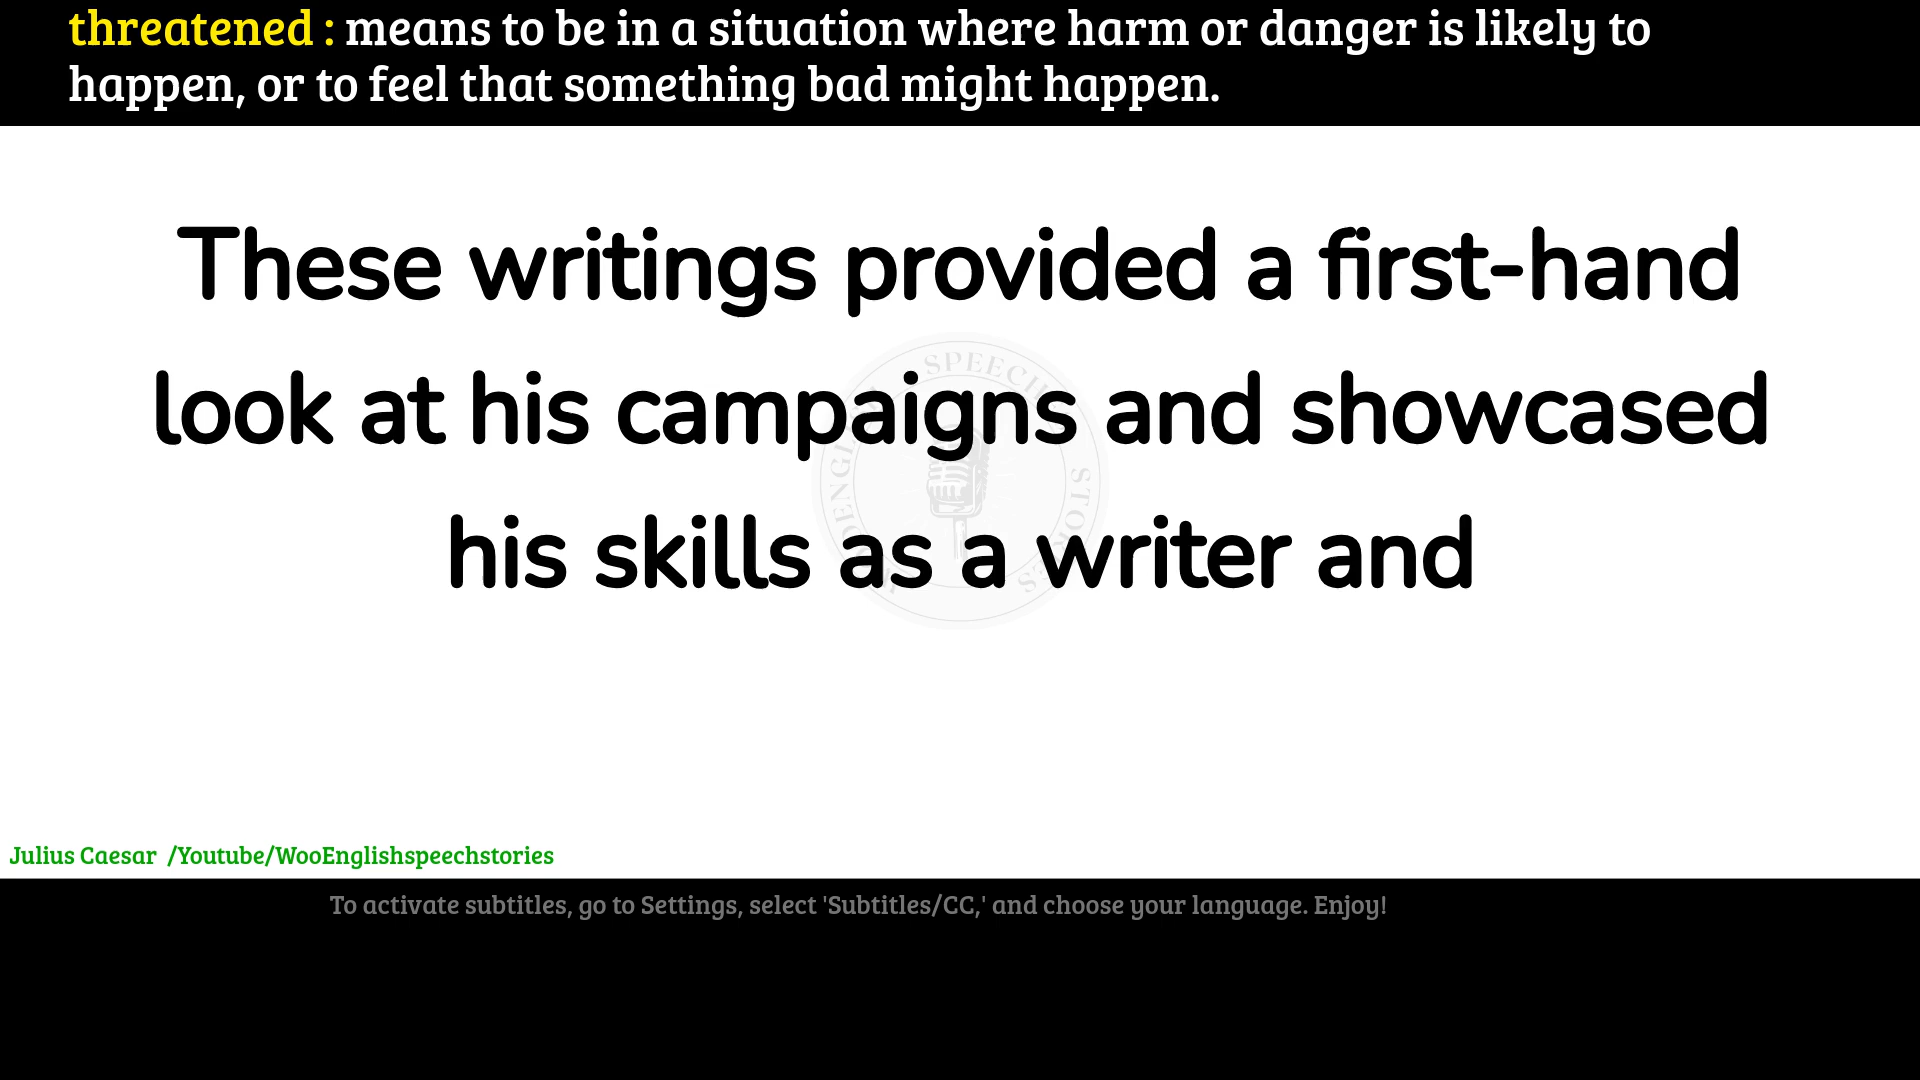 threatened : means to be in a situation where harm or danger is likely to
happen, or to feel that something bad might happen.
These writings provided a first-hand
look at his campaigns and showcased
his skills as a writer and
SPEECH
STORIES
Julius Caesar /Youtube/WooEnglishspeechstories
To activate subtitles, go to Settings, select 'Subtitles/CC,' and choose your language. Enjoy!